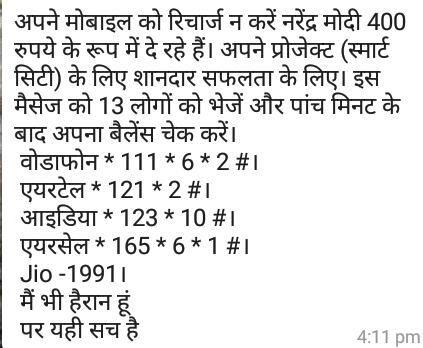 अपने मोबाइल को रिचार्ज न करें नरेंद्र मोदी 400
रुपये के रूप में दे रहे हैं। अपने प्रोजेक्ट (स्मार्ट
सिटी) के लिए शानदार सफलता के लिए। इस
मैसेज को 13 लोगों को भेजें और पांच मिनट के
बाद अपना बैलेंस चेक करें।
वोडाफोन * 111 * 6 * 2 #।
एयरटेल * 121 * 2 #।
आइडिया * 123 * 10 #।
एयरसेल * 165 * 6 * 1 #।
Jio -1991।
मैं भी हैरान हूं
पर यही सच है
4:11 pm